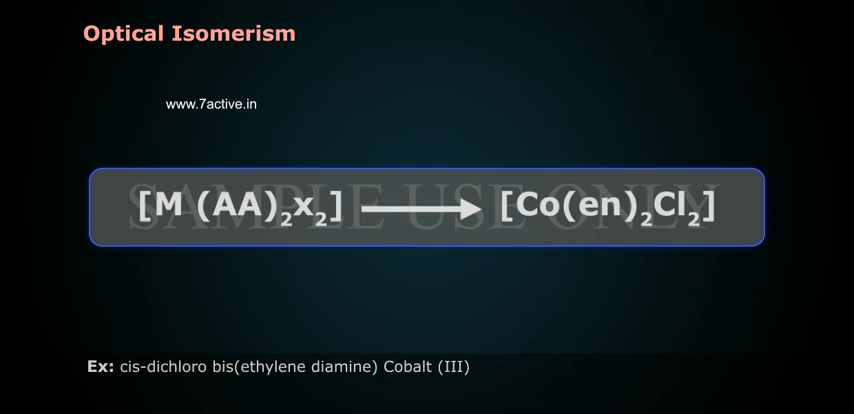 Optical Isomerism
www.7active.in
SAMPLE USE ONLY
[M (AA)₂x₂] ⟶ [Co(en)₂Cl₂]
Ex: cis-dichloro bis(ethylene diamine) Cobalt (III)